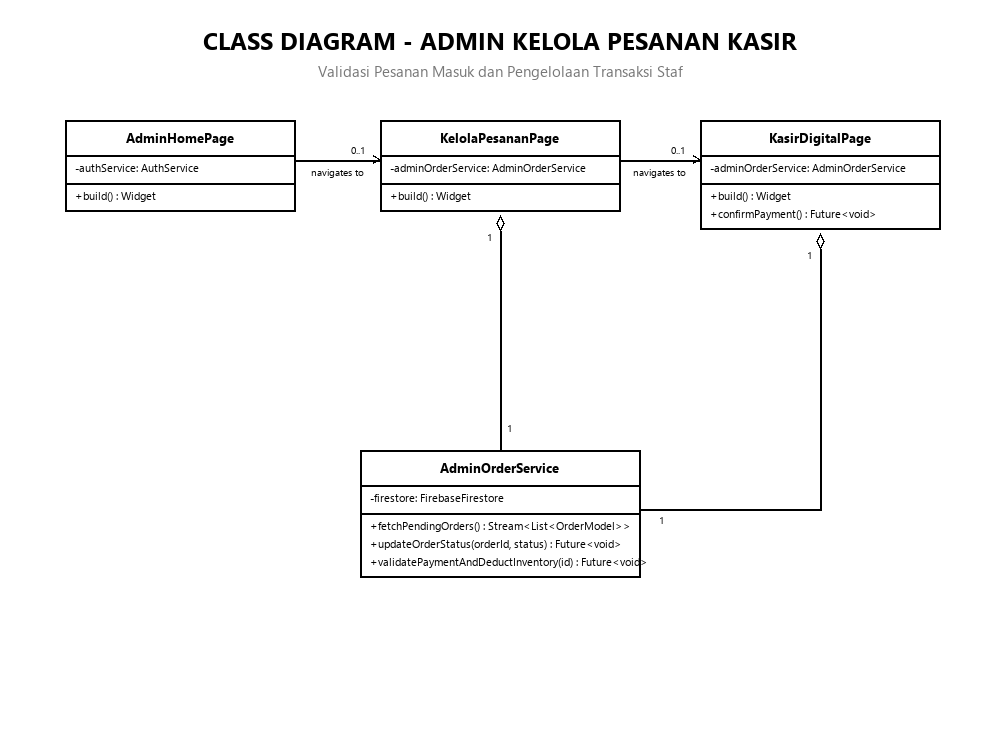 CLASS DIAGRAM - ADMIN KELOLA PESANAN KASIR
Validasi Pesanan Masuk dan Pengelolaan Transaksi Staf
AdminHomePage
-authService: AuthService
+build() : Widget
0..1
navigates to
KelolaPesananPage
-adminOrderService: AdminOrderService
+build() : Widget
0..1
navigates to
KasirDigitalPage
-adminOrderService: AdminOrderService
+build() : Widget
+confirmPayment() : Future<void>
1
1
1
AdminOrderService
-firestore: FirebaseFirestore
+fetchPendingOrders() : Stream<List<OrderModel>>
+updateOrderStatus(orderId, status) : Future<void>
+validatePaymentAndDeductInventory(id) : Future<void>
1